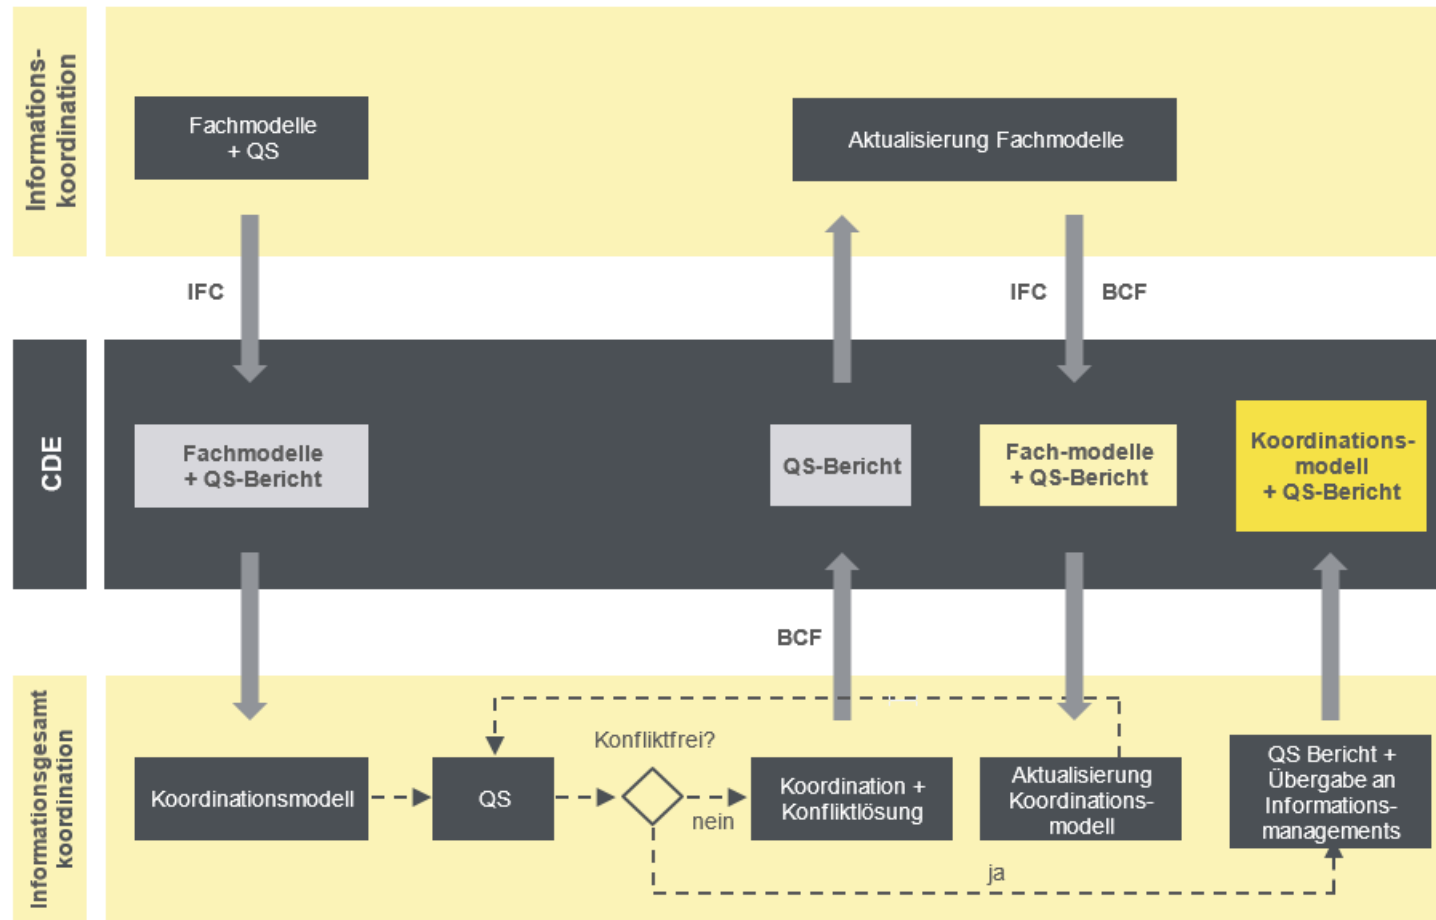 Informations-
koordination
Fachmodelle
+ QS
Aktualisierung Fachmodelle
IFC
IFC
BCF
CDE
Fachmodelle
+ QS-Bericht
QS-Bericht
Fach-modelle
+ QS-Bericht
Koordinations-
modell
+ QS-Bericht
BCF
Informationsgesamt
koordination
Koordinationsmodell
QS
Konfliktfrei?
nein
Koordination +
Konfliktlösung
Aktualisierung
Koordinations-
modell
QS Bericht +
Übergabe an
Informations-
managements
ja